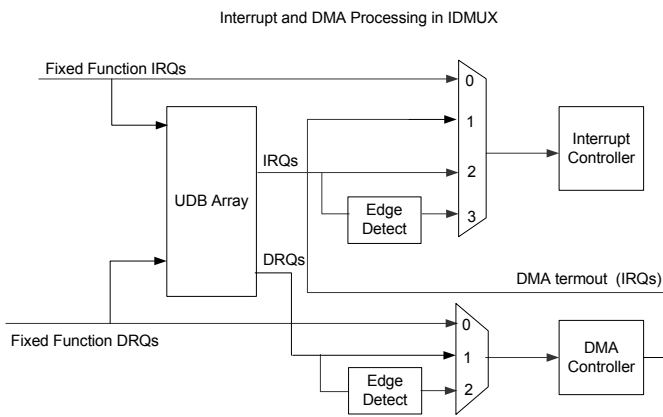 Interrupt and DMA Processing in IDMUX
Fixed Function IRQs
0
1
2
3
Interrupt
Controller
UDB Array
IRQs
Edge
Detect
DRQs
DMA termout (IRQs)
Fixed Function DRQs
0
1
2
Edge
Detect
DMA
Controller